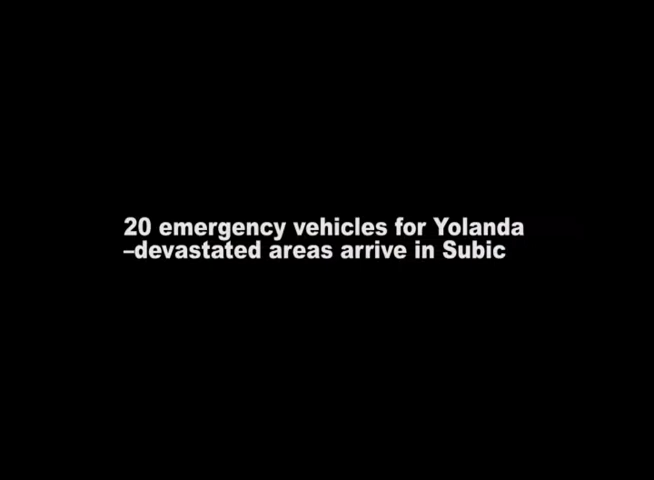 20 emergency vehicles for Yolanda
–devastated areas arrive in Subic